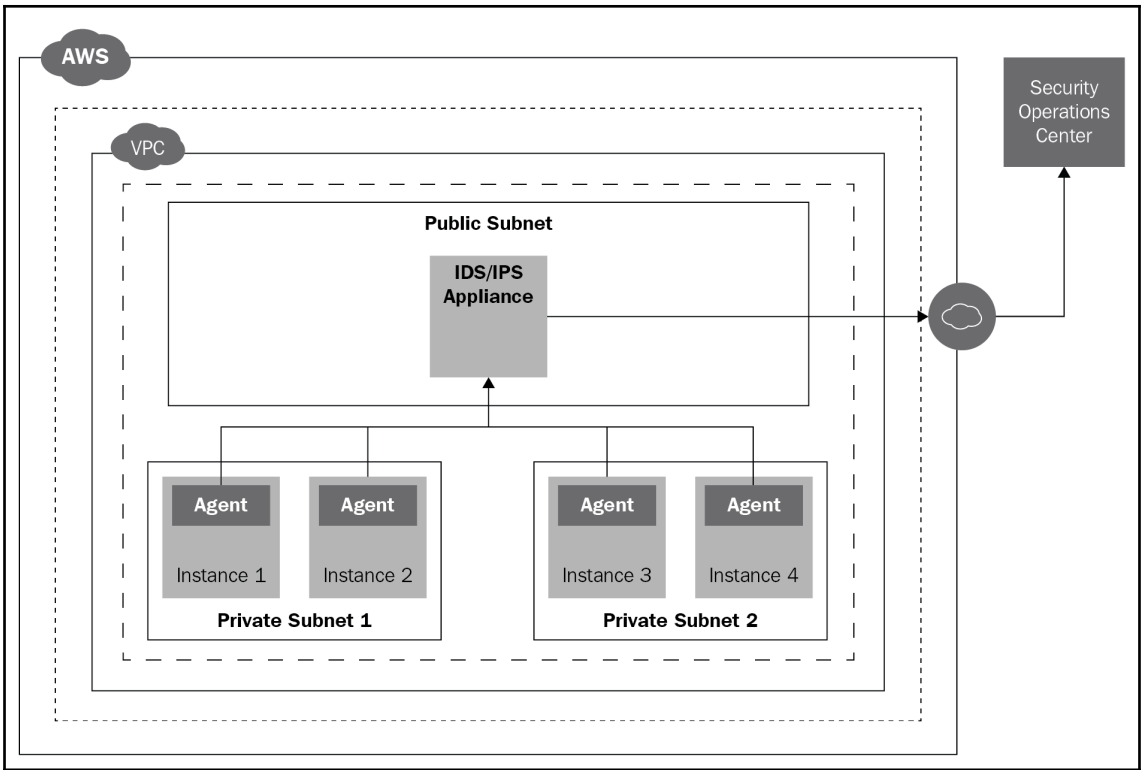 AWS
Security
Operations
Center
VPC
Public Subnet
IDS/IPS
Appliance
Agent
Agent
Agent
Agent
Instance 1
Instance 2
Instance 3
Instance 4
Private Subnet 1
Private Subnet 2